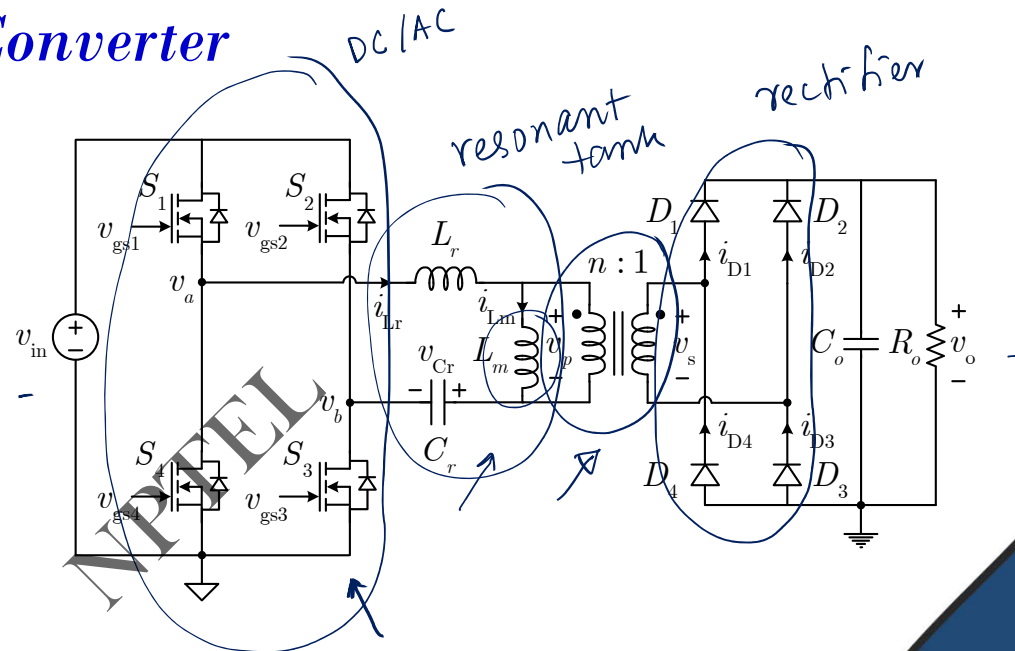 Converter
DC/AC
resonant
tank
rectifier
S1
S2
vgs1
vgs2
va
Lr
iLr
iLm
n : 1
D1
D2
iD1
iD2
vin
vCr
Lm
+
vp
−
+
vs
−
Co
Ro
+
vo
−
vb
Cr
iD4
iD3
S4
S3
vgs4
vgs3
D4
D3
NPTEL